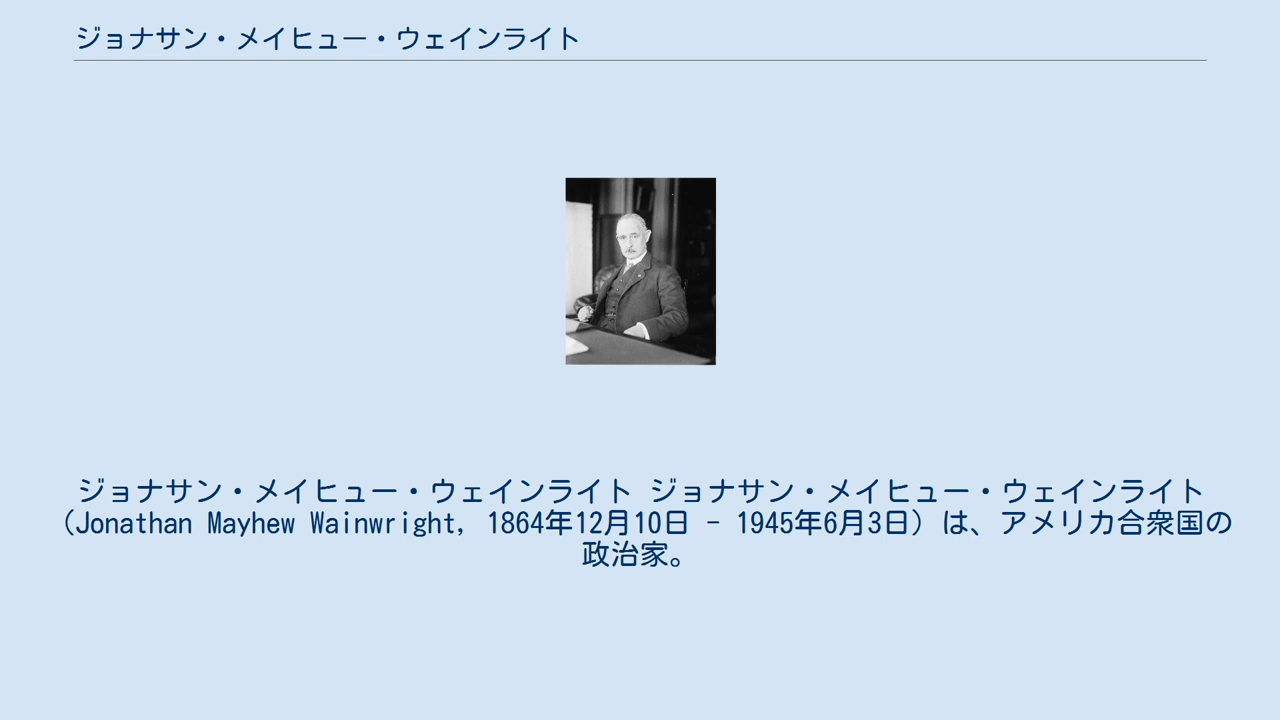 ジョナサン・メイヒュー・ウェインライト
ジョナサン・メイヒュー・ウェインライト ジョナサン・メイヒュー・ウェインライト
（Jonathan Mayhew Wainwright, 1864年12月10日 - 1945年6月3日）は、アメリカ合衆国の
政治家。